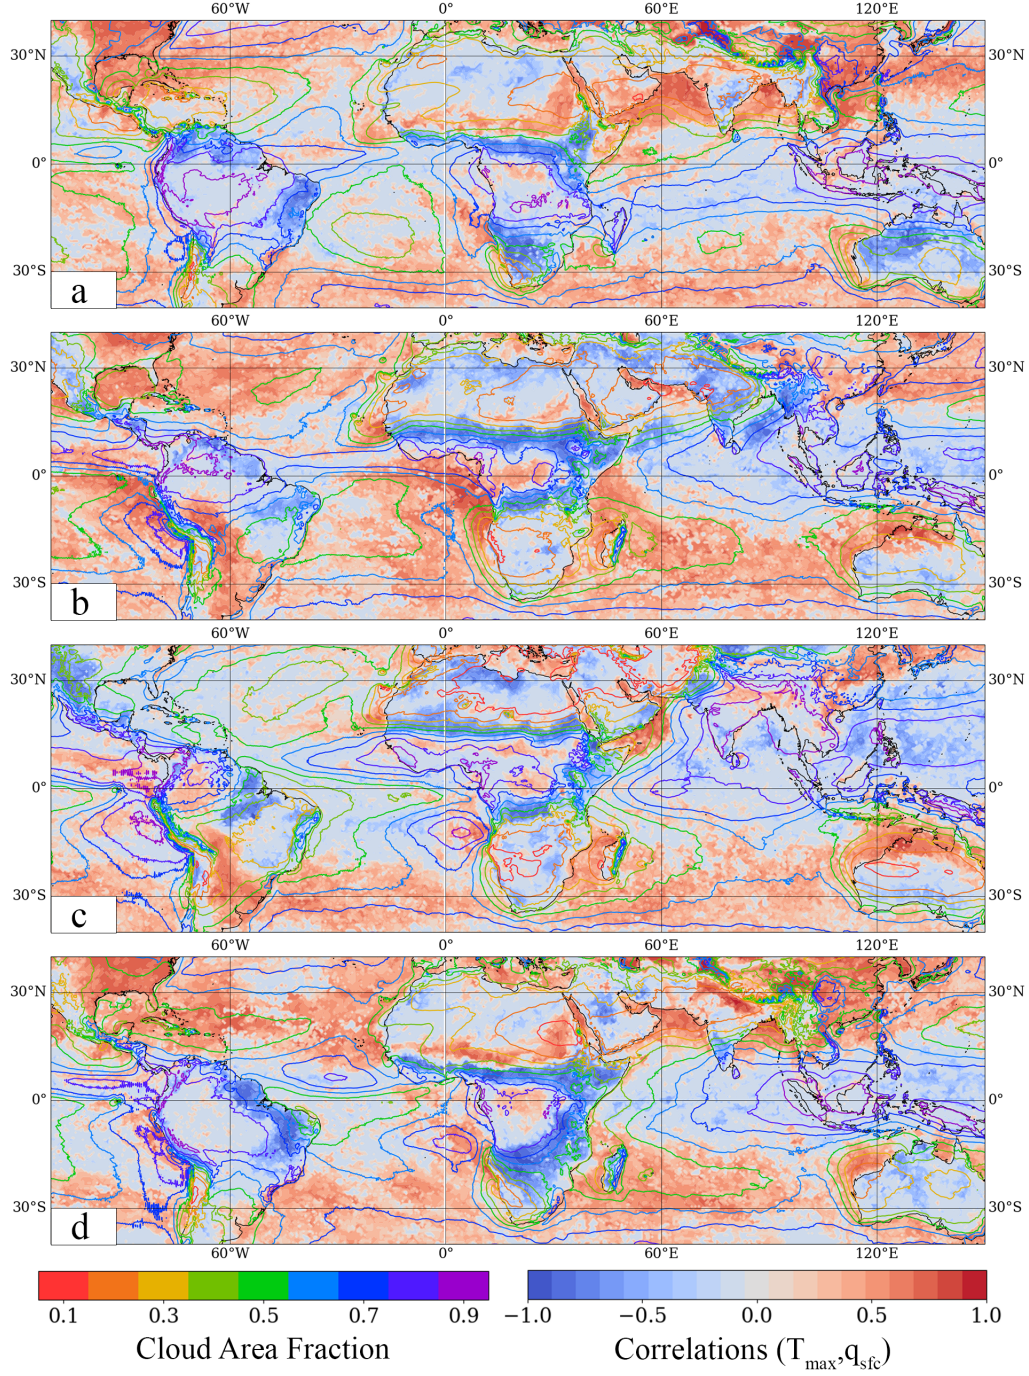 60°W 0° 60°E 120°E
30°N 30°N
0° 0°
30°S 30°S
a
60°W 0° 60°E 120°E
30°N 30°N
0° 0°
30°S 30°S
b
60°W 0° 60°E 120°E
30°N 30°N
0° 0°
30°S 30°S
c
60°W 0° 60°E 120°E
30°N 30°N
0° 0°
30°S 30°S
d
60°W 0° 60°E 120°E
0.1 0.3 0.5 0.7 0.9
Cloud Area Fraction
−1.0 −0.5 0.0 0.5 1.0
Correlations (Tmax,qsfc)